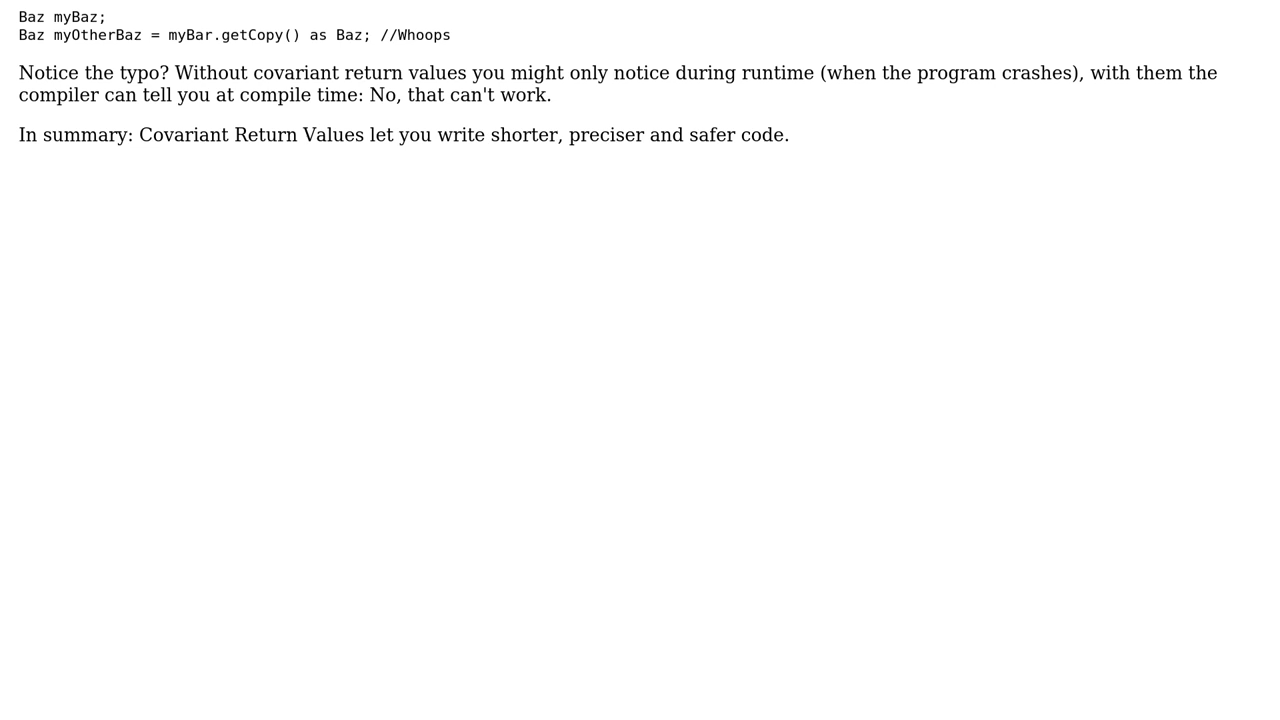 Baz myBaz;
Baz myOtherBaz = myBar.getCopy() as Baz; //Whoops
Notice the typo? Without covariant return values you might only notice during runtime (when the program crashes), with them the
compiler can tell you at compile time: No, that can't work.
In summary: Covariant Return Values let you write shorter, preciser and safer code.